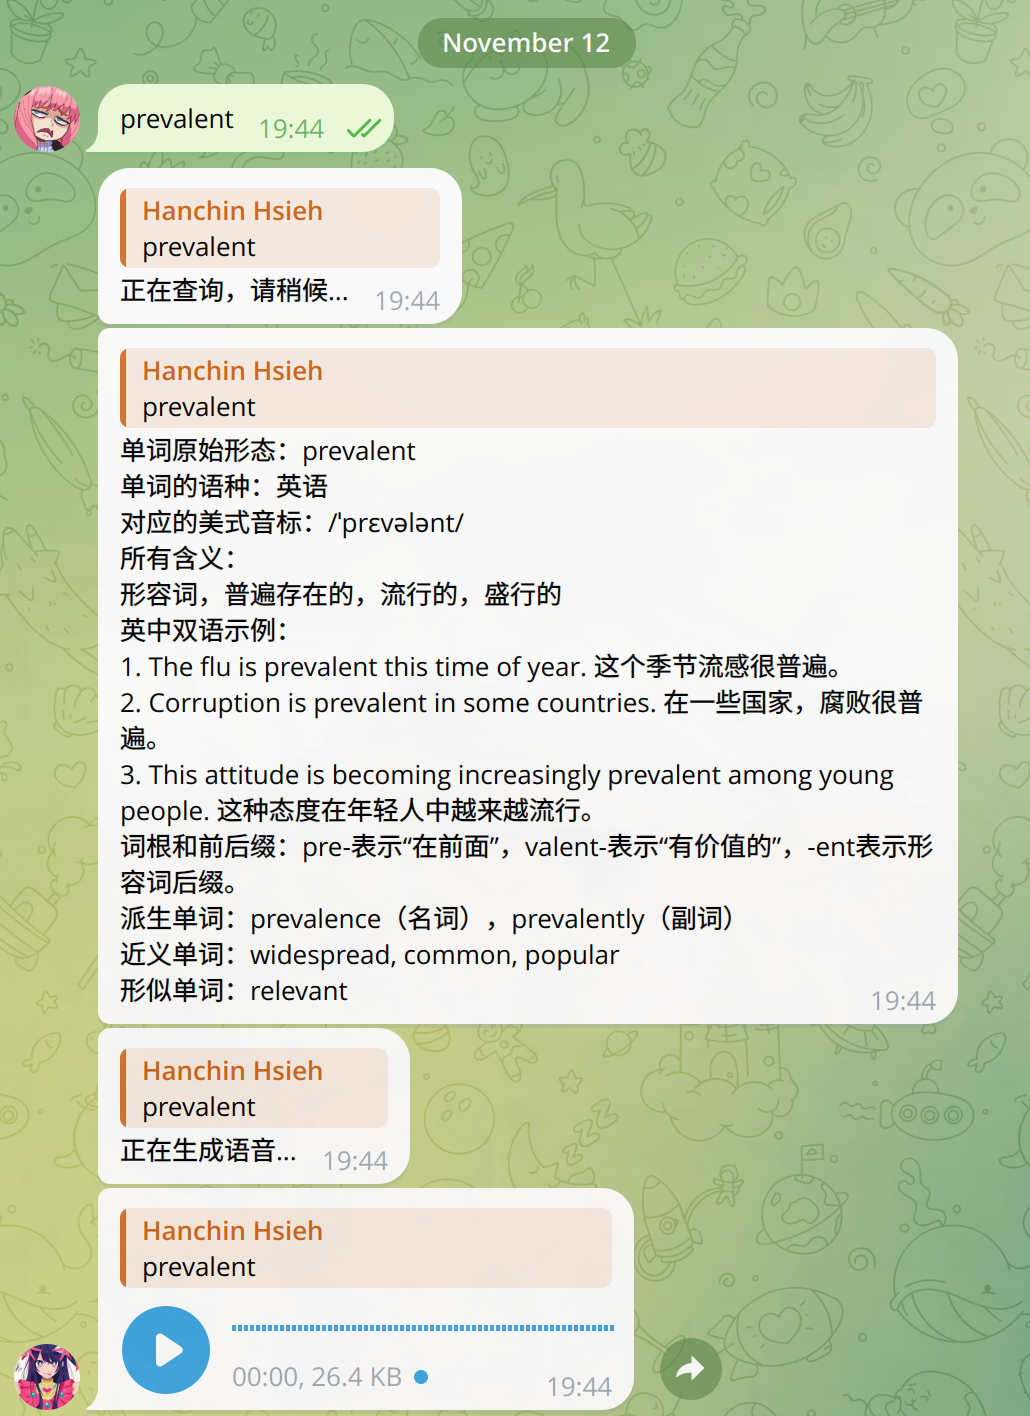 November 12
prevalent 19:44
Hanchin Hsieh
prevalent
正在查询，请稍候... 19:44
Hanchin Hsieh
prevalent
单词原始形态：prevalent
单词的语种：英语
对应的美式音标：/ˈprɛvələnt/
所有含义：
形容词，普遍存在的，流行的，盛行的
英中双语示例：
1. The flu is prevalent this time of year. 这个季节流感很普遍。
2. Corruption is prevalent in some countries. 在一些国家，腐败很普
遍。
3. This attitude is becoming increasingly prevalent among young
people. 这种态度在年轻人中越来越流行。
词根和前后缀：pre-表示“在前面”，valent-表示“有价值的”，-ent表示形
容词后缀。
派生单词：prevalence（名词），prevalently（副词）
近义单词：widespread, common, popular
形似单词：relevant
19:44
Hanchin Hsieh
prevalent
正在生成语音... 19:44
Hanchin Hsieh
prevalent
00:00, 26.4 KB
19:44